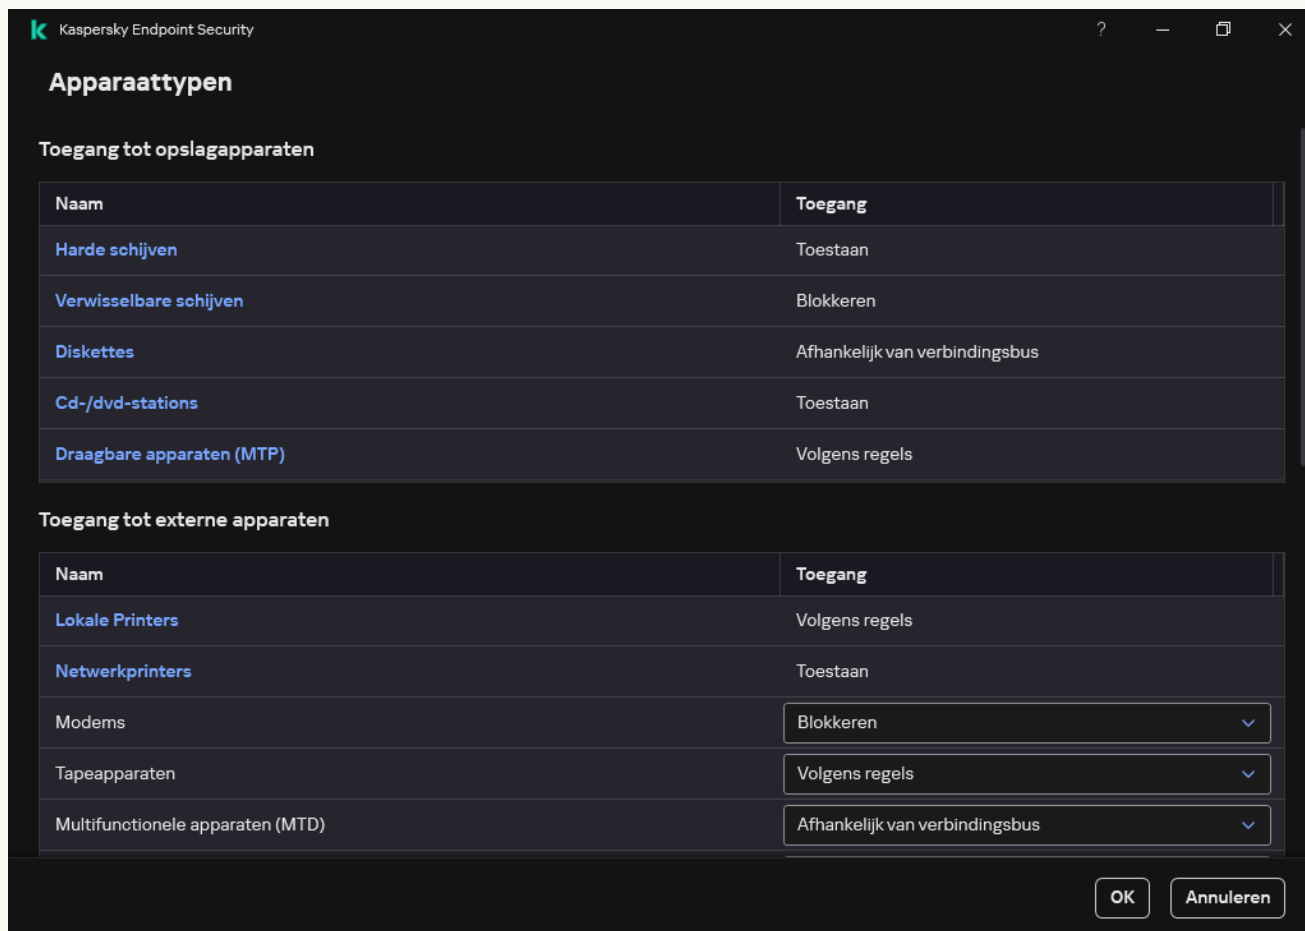 Kaspersky Endpoint Security
Apparaattypen
Toegang tot opslagapparaten
Naam Toegang
Harde schijven Toestaan
Verwisselbare schijven Blokkeren
Diskettes Afhankelijk van verbindingsbus
Cd-/dvd-stations Toestaan
Draagbare apparaten (MTP) Volgens regels
Toegang tot externe apparaten
Naam Toegang
Lokale Printers Volgens regels
Netwerkprinters Toestaan
Modems Blokkeren
Tapeapparaten Volgens regels
Multifunctionele apparaten (MTD) Afhankelijk van verbindingsbus
OK Annuleren